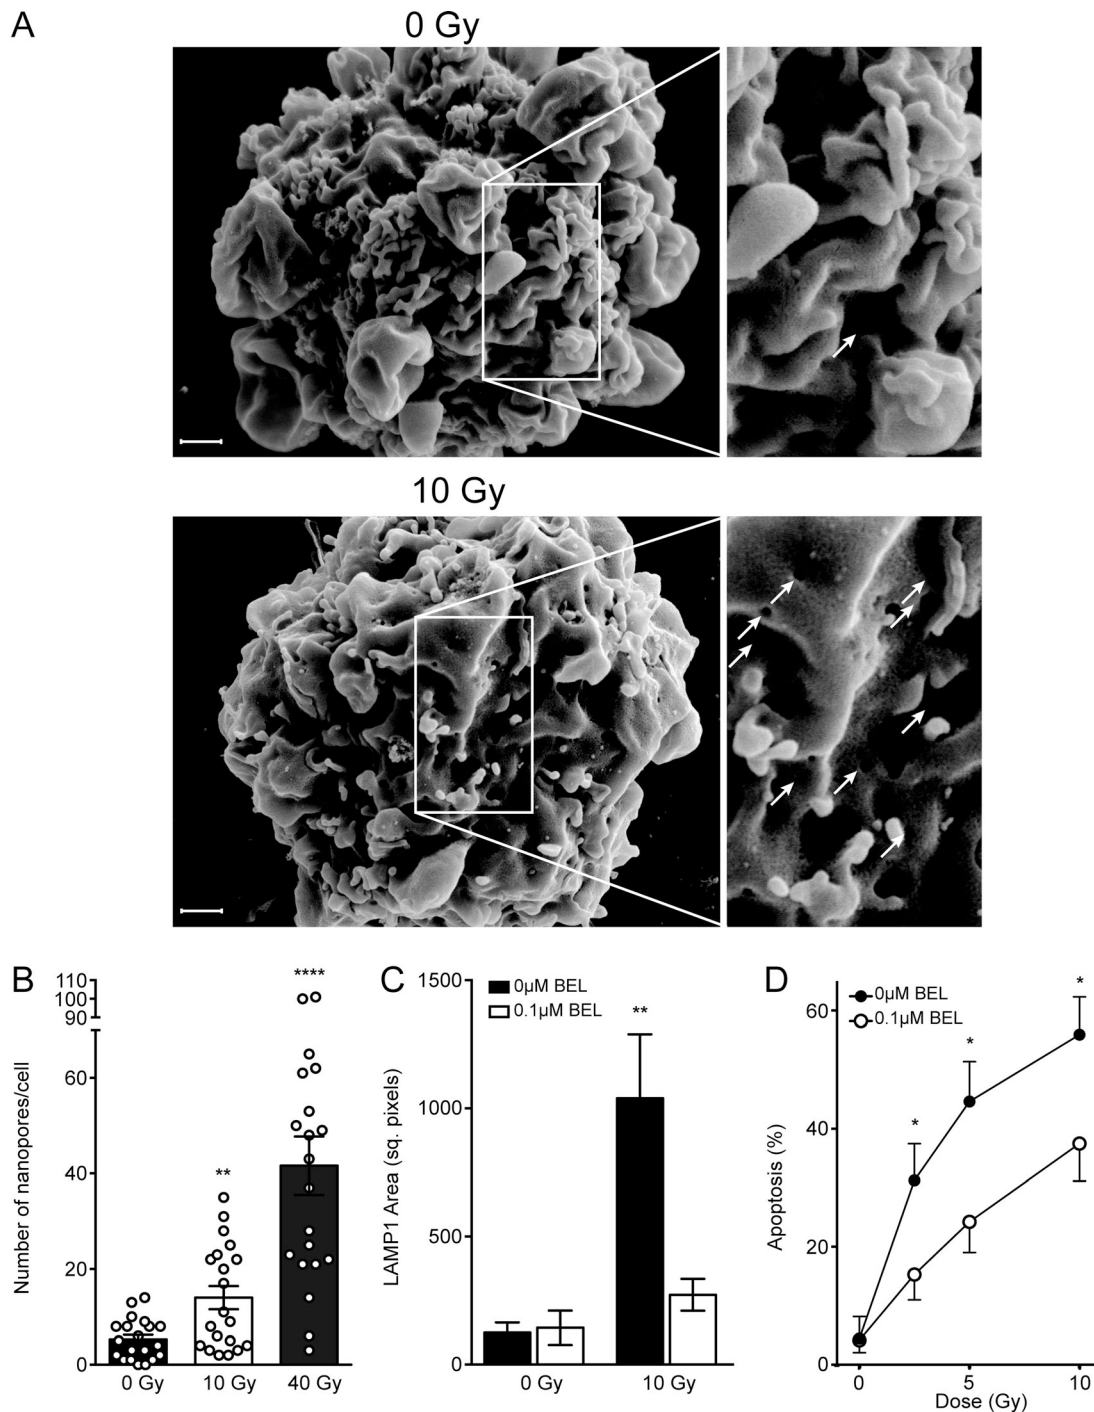 A
0 Gy
10 Gy
B
****
**
110
100
90
60
40
20
0
Number of nanopores/cell
0 Gy
10 Gy
40 Gy
C
0µM BEL
0.1µM BEL
**
1500
1000
500
0
LAMP1 Area (sq. pixels)
0 Gy
10 Gy
D
0µM BEL
0.1µM BEL
*
*
*
60
40
20
0
Apoptosis (%)
0
5
10
Dose (Gy)